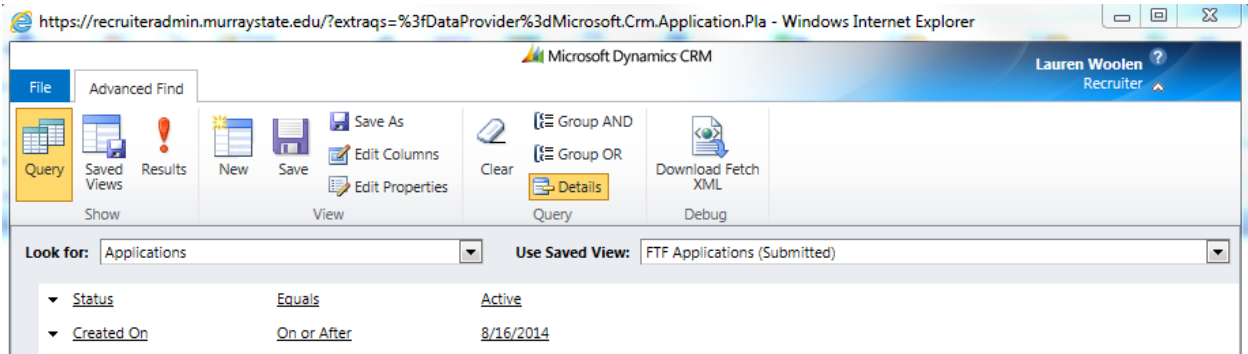 https://recruiteradmin.murraystate.edu/?extraqs=%3fDataProvider%3dMicrosoft.Crm.Application.Pla - Windows Internet Explorer
Microsoft Dynamics CRM
Lauren Woolen
Recruiter
File Advanced Find
Query
Saved Views
Results
New
Save
Save As
Edit Columns
Edit Properties
Clear
Group AND
Group OR
Details
Download Fetch XML
Show View Query Debug
Look for: Applications Use Saved View: FTF Applications (Submitted)
Status Equals Active
Created On On or After 8/16/2014